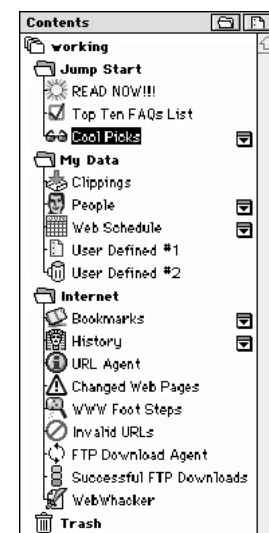 Contents
working
Jump Start
READ NOW!!!
Top Ten FAQs List
Cool Picks
My Data
Clippings
People
Web Schedule
User Defined #1
User Defined #2
Internet
Bookmarks
History
URL Agent
Changed Web Pages
WWW Foot Steps
Invalid URLs
FTP Download Agent
Successful FTP Downloads
WebWhacker
Trash